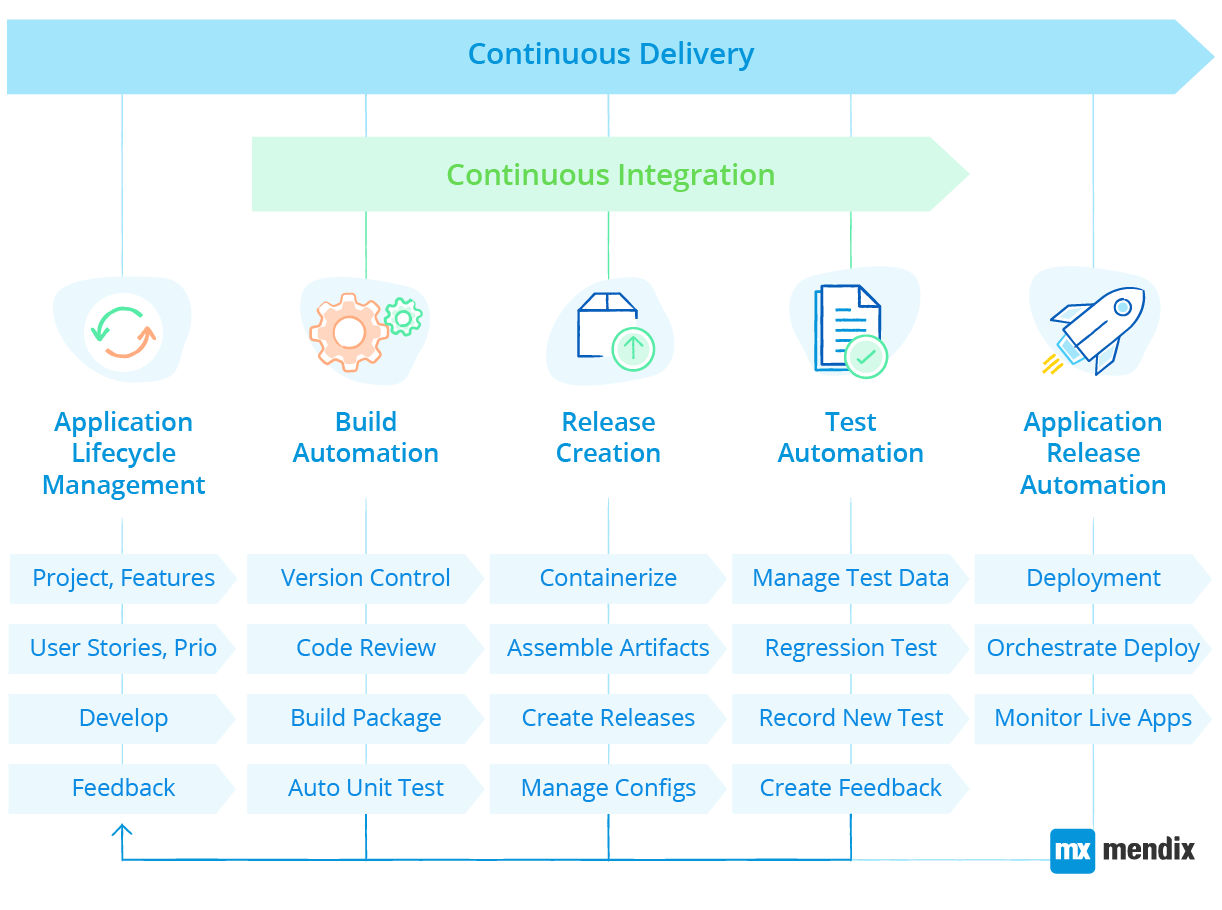 Continuous Delivery
Continuous Integration
Application
Lifecycle
Management
Build
Automation
Release
Creation
Test
Automation
Application
Release
Automation
Project, Features
User Stories, Prio
Develop
Feedback
Version Control
Code Review
Build Package
Auto Unit Test
Containerize
Assemble Artifacts
Create Releases
Manage Configs
Manage Test Data
Regression Test
Record New Test
Create Feedback
Deployment
Orchestrate Deploy
Monitor Live Apps
mx mendix